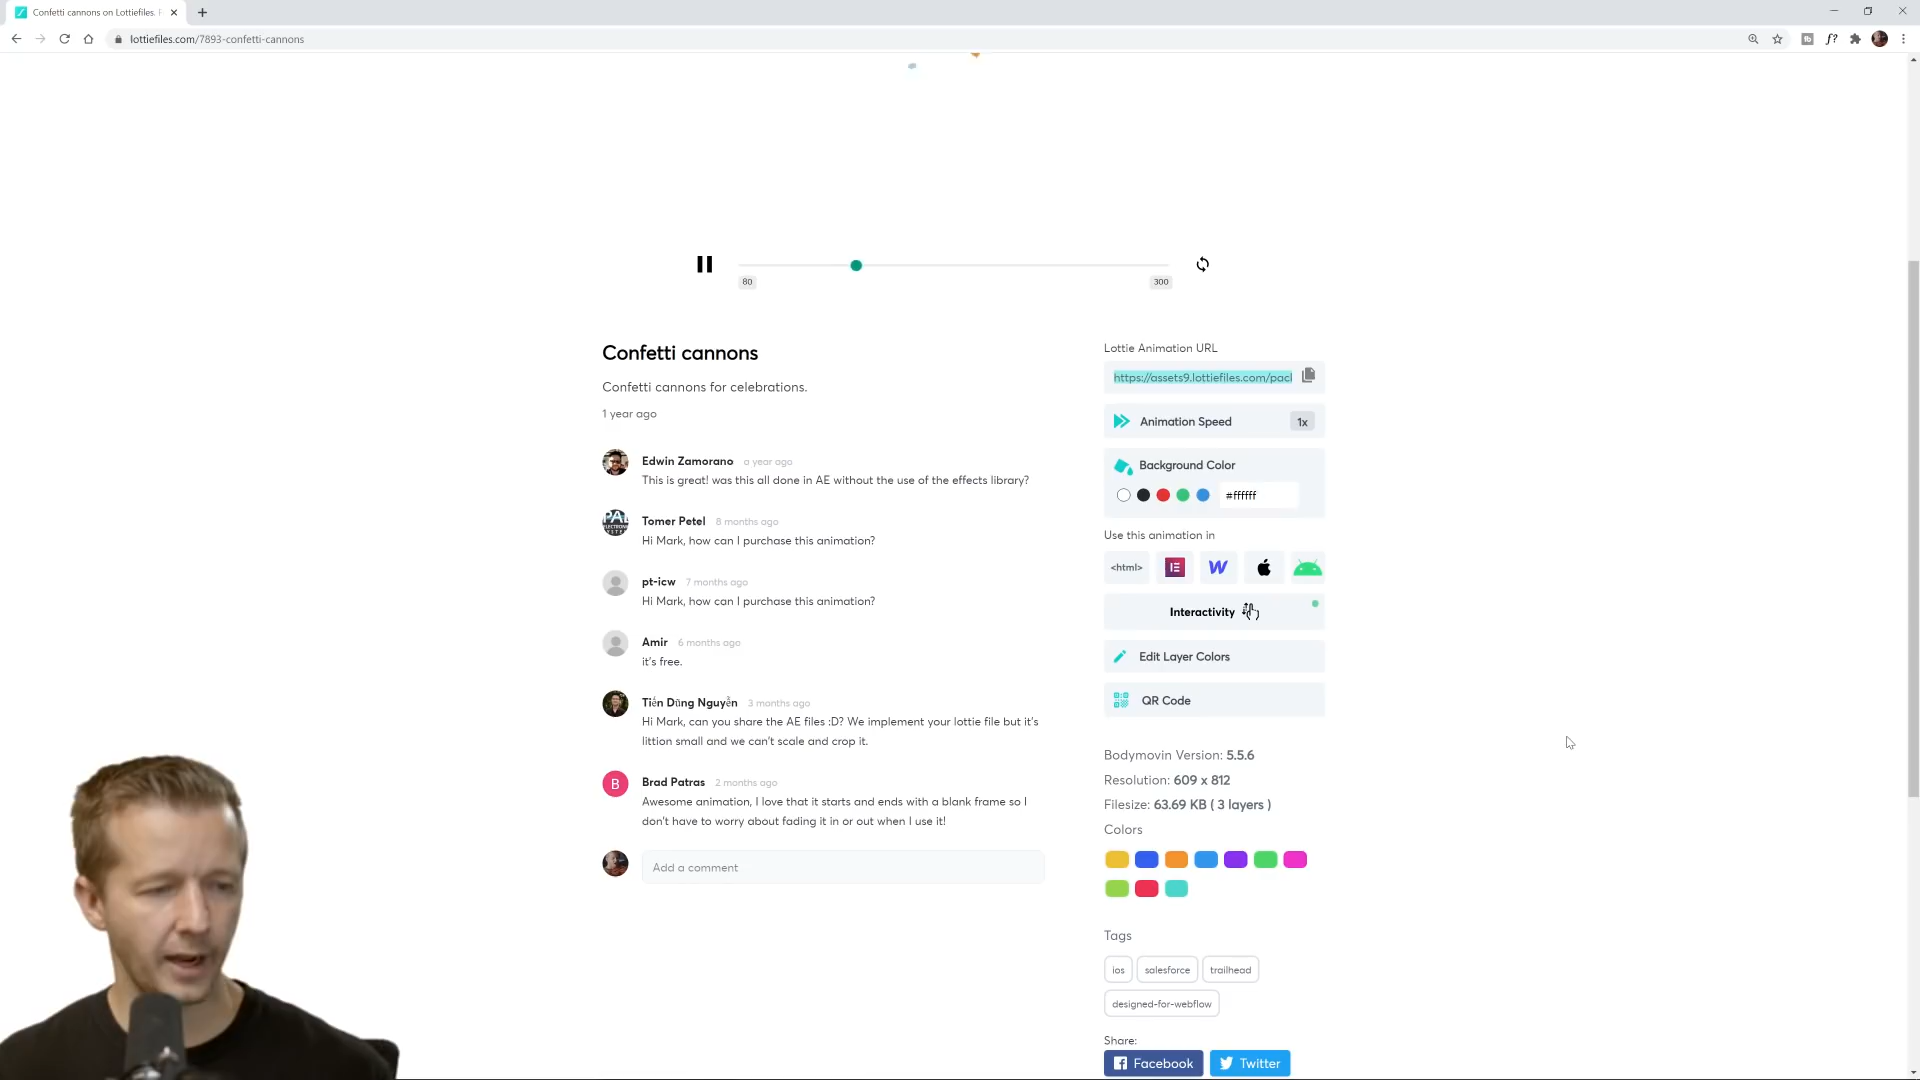 Confetti cannons on Lottiefiles.
lottiefiles.com/7893-confetti-cannons
80
300
Confetti cannons
Confetti cannons for celebrations.
1 year ago
Edwin Zamorano a year ago
This is great! was this all done in AE without the use of the effects library?
Tomer Petel 8 months ago
Hi Mark, how can I purchase this animation?
pt-icw 7 months ago
Hi Mark, how can I purchase this animation?
Amir 6 months ago
it's free.
Tiến Dũng Nguyễn 3 months ago
Hi Mark, can you share the AE files :D? We implement your lottie file but it's
littion small and we can't scale and crop it.
B
Brad Patras 2 months ago
Awesome animation, I love that it starts and ends with a blank frame so I
don't have to worry about fading it in or out when I use it!
Add a comment
Lottie Animation URL
https://assets9.lottiefiles.com/pacl
Animation Speed 1x
Background Color
#ffffff
Use this animation in
<html>
Interactivity
Edit Layer Colors
QR Code
Bodymovin Version: 5.5.6
Resolution: 609 x 812
Filesize: 63.69 KB ( 3 layers )
Colors
Tags
ios salesforce trailhead
designed-for-webflow
Share:
Facebook Twitter